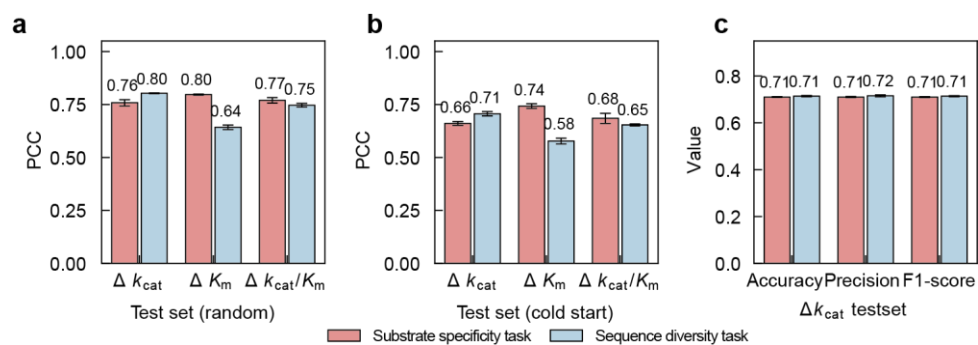 a
1.00
0.75
0.50
0.25
0.00
PCC
0.76
0.80
0.80
0.64
0.77
0.75
Δ kcat
Δ Km
Δ kcat/Km
Test set (random)
b
1.00
0.75
0.50
0.25
0.00
PCC
0.66
0.71
0.74
0.58
0.68
0.65
Δ kcat
Δ Km
Δ kcat/Km
Test set (cold start)
c
0.8
0.6
0.4
0.2
0.0
Value
0.71
0.71
0.71
0.72
0.71
0.71
Accuracy
Precision
F1-score
Δkcat testset
Substrate specificity task
Sequence diversity task